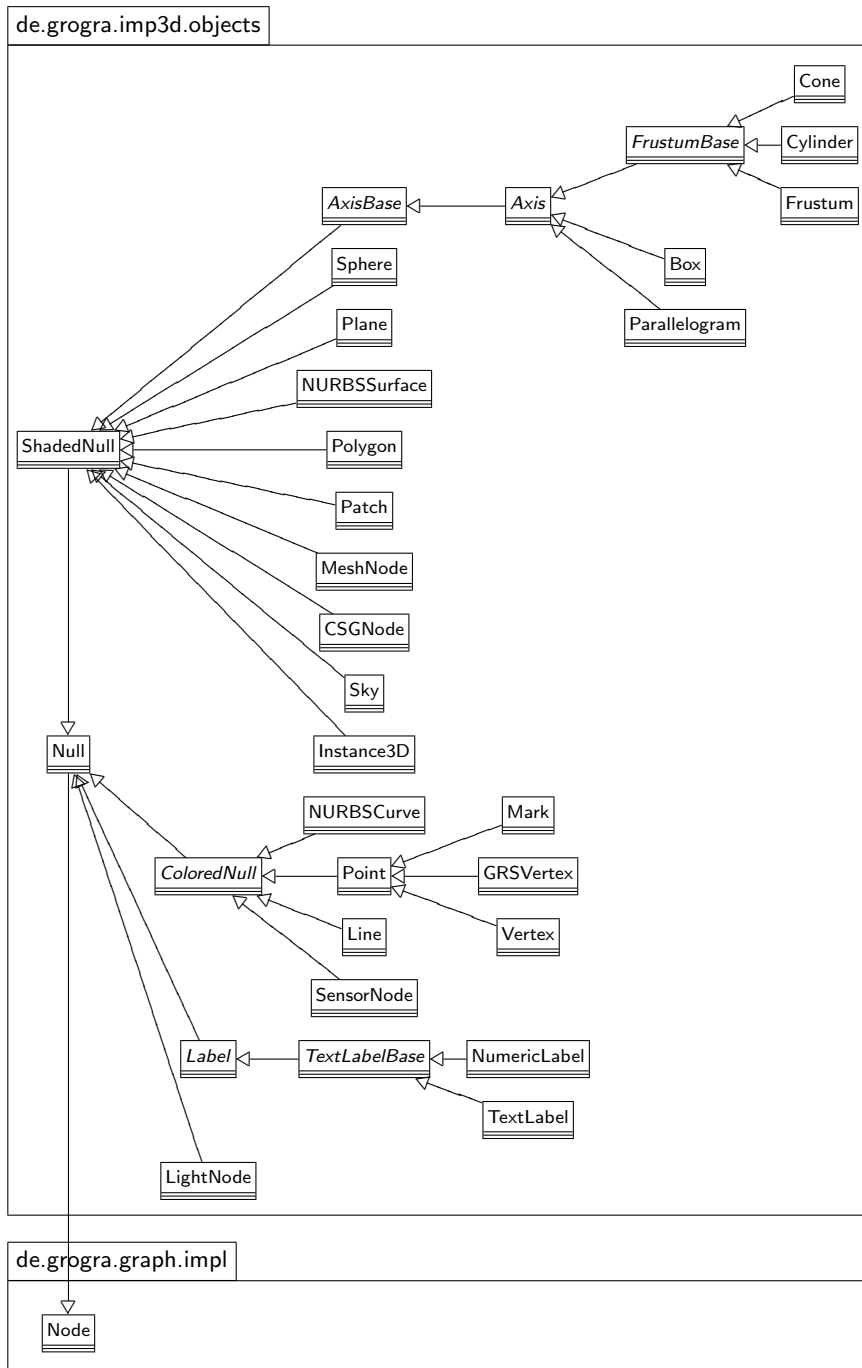 de.grogra.imp3d.objects
Cone
FrustumBase
Cylinder
AxisBase
Axis
Frustum
Sphere
Box
Plane
Parallelogram
NURBSSurface
ShadedNull
Polygon
Patch
MeshNode
CSGNode
Sky
Null
Instance3D
NURBSCurve
Mark
ColoredNull
Point
GRSVertex
Line
Vertex
SensorNode
Label
TextLabelBase
NumericLabel
TextLabel
LightNode
de.grogra.graph.impl
Node